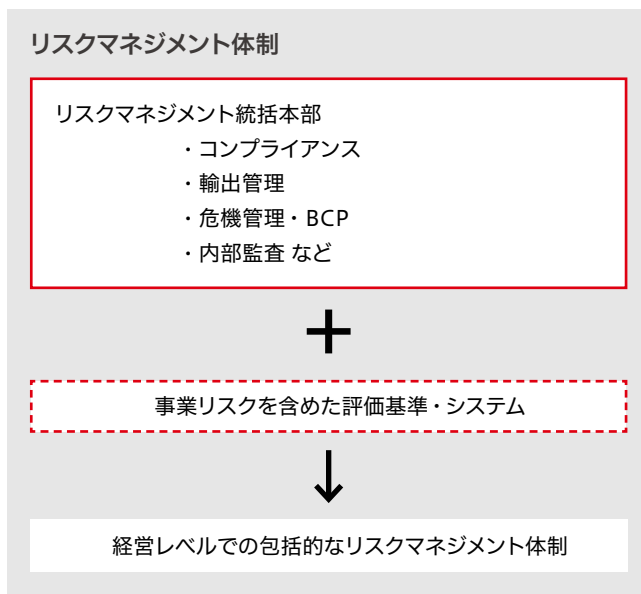 リスクマネジメント体制
リスクマネジメント統括本部
・コンプライアンス
・輸出管理
・危機管理・BCP
・内部監査 など
＋
事業リスクを含めた評価基準・システム
↓
経営レベルでの包括的なリスクマネジメント体制